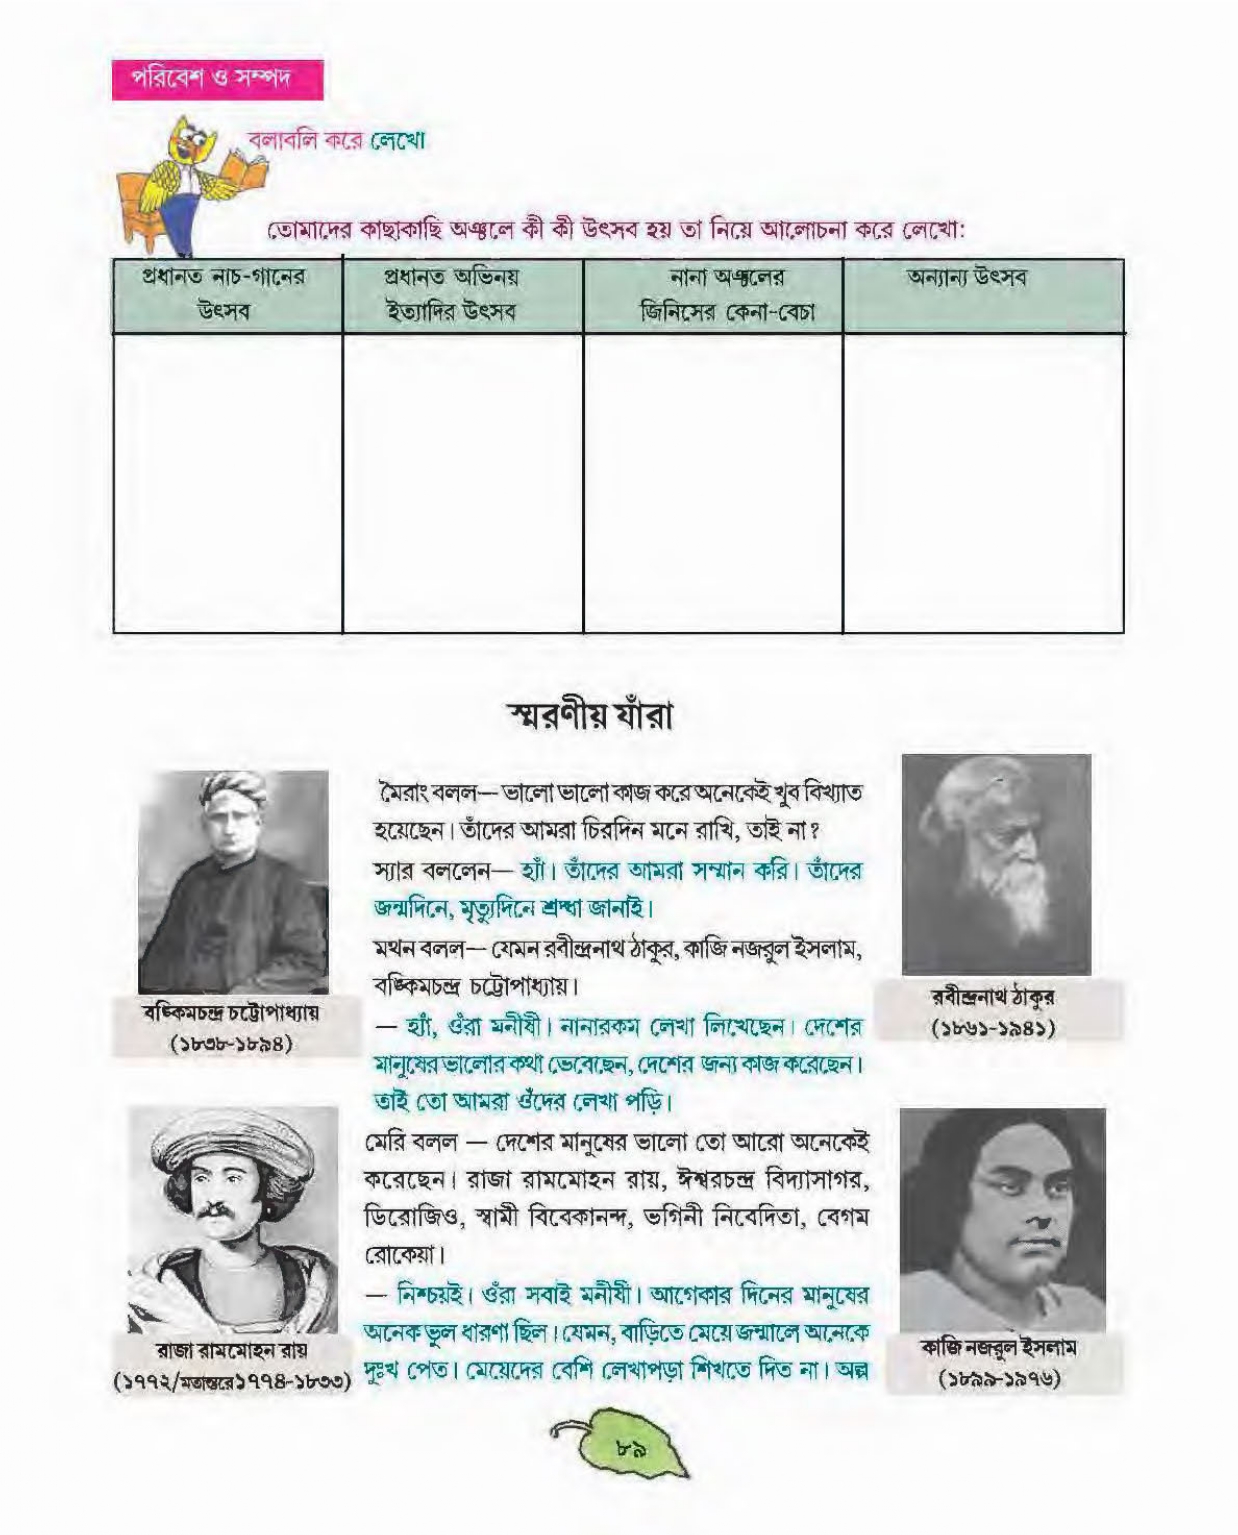 পরিবেশ ও সম্পদ
বলাবলি করে লেখো
তোমাদের কাছাকাছি অঞ্চলে কী কী উৎসব হয় তা নিয়ে আলোচনা করে লেখো:
প্রধানত নাচ-গানের
উৎসব
প্রধানত অভিনয়
ইত্যাদির উৎসব
নানা অঞ্চলের
জিনিসের কেনা-বেচা
অন্যান্য উৎসব
স্মরণীয় যাঁরা
মৈরাং বলল— ভালো ভালো কাজ করে অনেকেই খুব বিখ্যাত
হয়েছেন। তাঁদের আমরা চিরদিন মনে রাখি, তাই না?
স্যার বললেন— হ্যাঁ। তাঁদের আমরা সম্মান করি। তাঁদের
জন্মদিনে, মৃত্যুদিনে শ্রদ্ধা জানাই।
মথন বলল— যেমন রবীন্দ্রনাথ ঠাকুর, কাজি নজরুল ইসলাম,
বঙ্কিমচন্দ্র চট্টোপাধ্যায়।
— হ্যাঁ, ওঁরা মনীষী। নানারকম লেখা লিখেছেন। দেশের
মানুষের ভালোর কথা ভেবেছেন, দেশের জন্য কাজ করেছেন।
তাই তো আমরা ওঁদের লেখা পড়ি।
মেরি বলল — দেশের মানুষের ভালো তো আরো অনেকেই
করেছেন। রাজা রামমোহন রায়, ঈশ্বরচন্দ্র বিদ্যাসাগর,
ডিরোজিও, স্বামী বিবেকানন্দ, ভগিনী নিবেদিতা, বেগম
রোকেয়া।
— নিশ্চয়ই। ওঁরা সবাই মনীষী। আগেকার দিনের মানুষের
অনেক ভুল ধারণা ছিল। যেমন, বাড়িতে মেয়ে জন্মালে অনেকে
দুঃখ পেত। মেয়েদের বেশি লেখাপড়া শিখতে দিত না। অল্প
বঙ্কিমচন্দ্র চট্টোপাধ্যায়
(১৮৩৮-১৮৯৪)
রাজা রামমোহন রায়
(১৭৭২/মতান্তরে১৭৭৪-১৮৩৩)
রবীন্দ্রনাথ ঠাকুর
(১৮৬১-১৯৪১)
কাজি নজরুল ইসলাম
(১৮৯৯-১৯৭৬)
৮৯